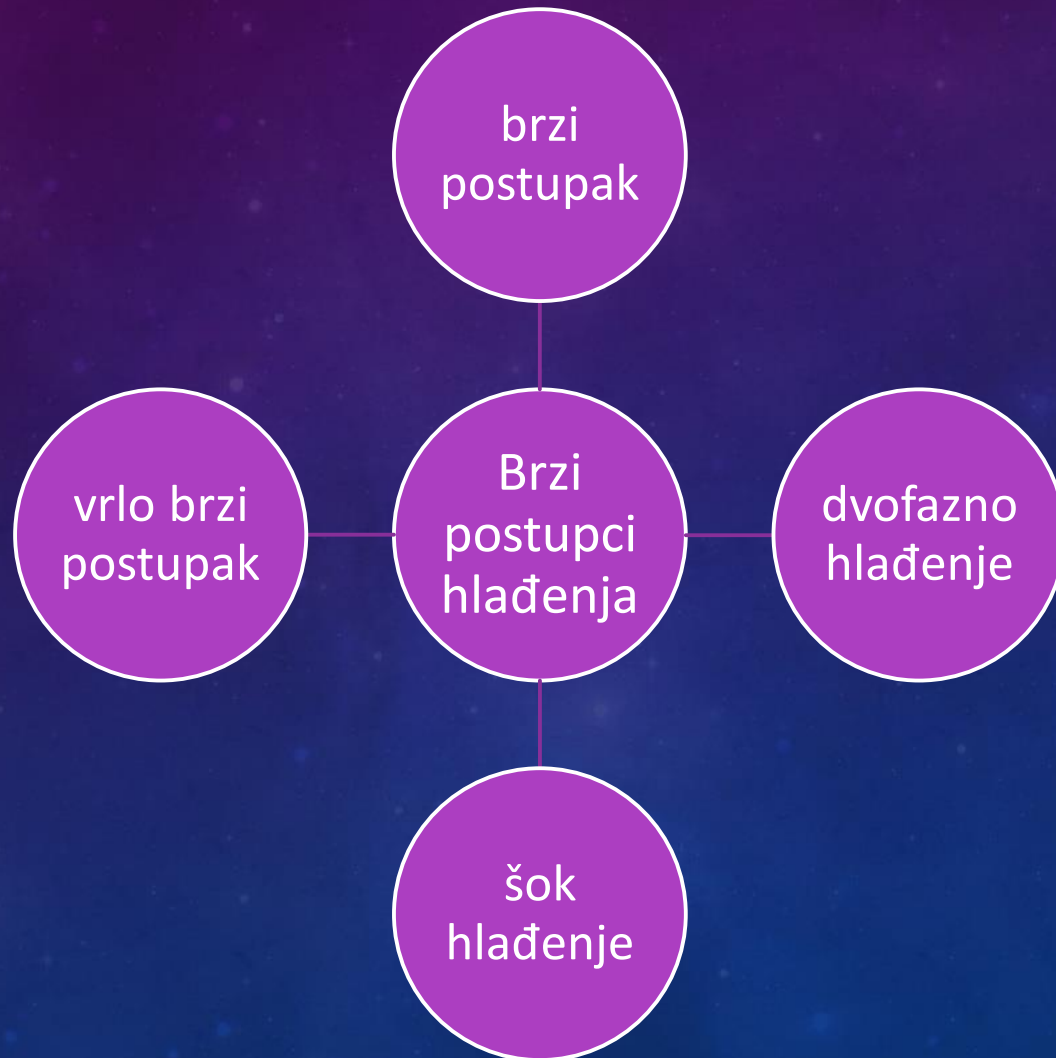 brzi
postupak
vrlo brzi
postupak
Brzi
postupci
hlađenja
dvofazno
hlađenje
šok
hlađenje